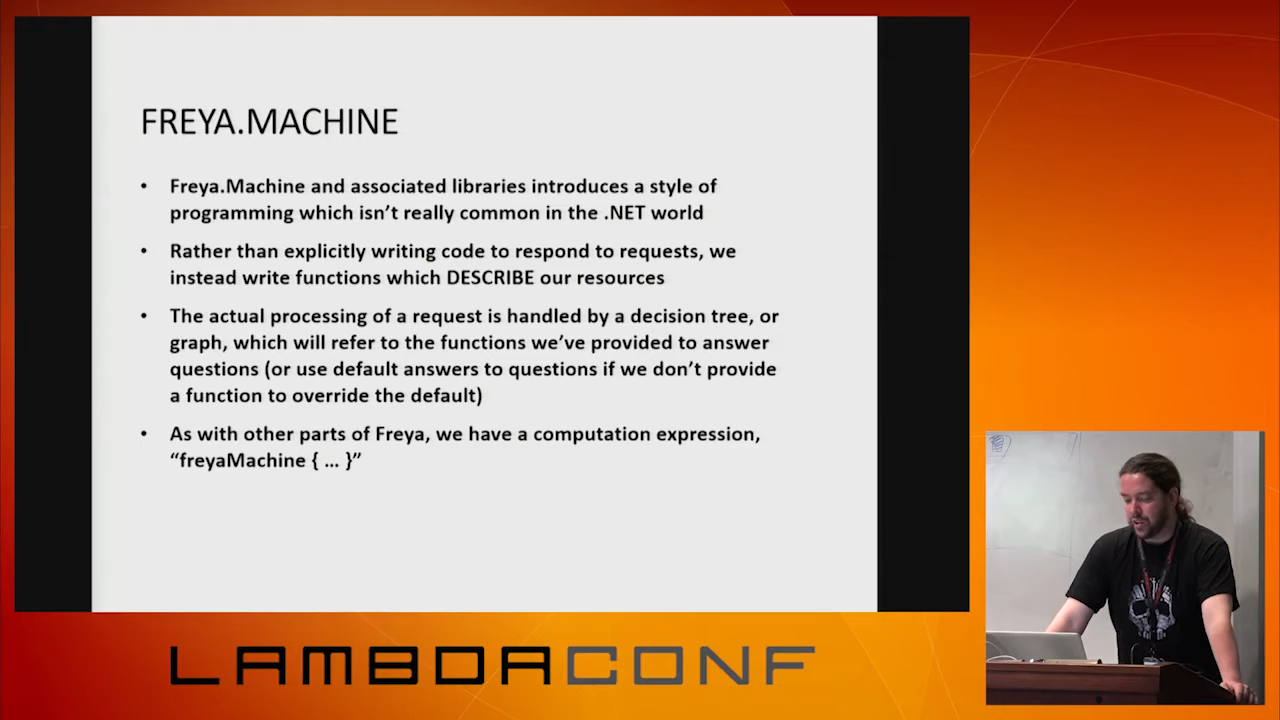 FREYA.MACHINE
• Freya.Machine and associated libraries introduces a style of
programming which isn't really common in the .NET world
• Rather than explicitly writing code to respond to requests, we
instead write functions which DESCRIBE our resources
• The actual processing of a request is handled by a decision tree, or
graph, which will refer to the functions we've provided to answer
questions (or use default answers to questions if we don't provide
a function to override the default)
• As with other parts of Freya, we have a computation expression,
“freyaMachine { … }”
LAMBDACONF